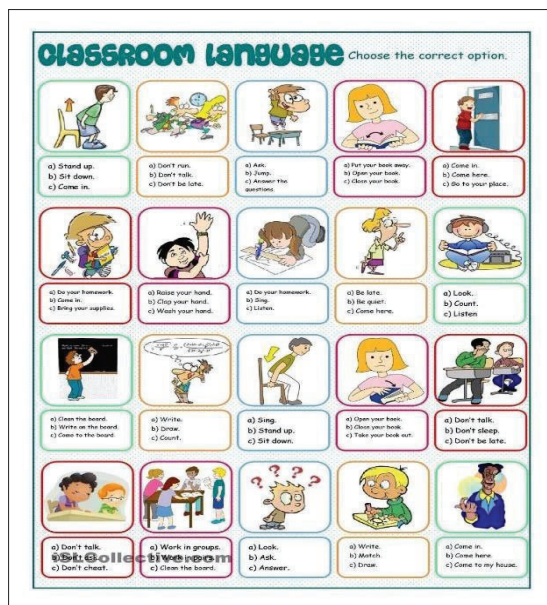 CLASSROOM LANGUAGE Choose the correct option.
a) Stand up.
b) Sit down.
c) Come in.
a) Don't run.
b) Don't talk.
c) Don't be late.
a) Ask.
b) Jump.
c) Answer the
questions.
a) Put your book away.
b) Open your book.
c) Close your book.
a) Come in.
b) Come here.
c) Go to your place.
a) Do your homework.
b) Come in.
c) Bring your supplies.
a) Raise your hand.
b) Clap your hand.
c) Wash your hand.
a) Do your homework.
b) Sing.
c) Listen.
a) Be late.
b) Be quiet.
c) Come here.
a) Look.
b) Count.
c) Listen
a) Clean the board.
b) Write on the board.
c) Come to the board.
a) Write.
b) Draw.
c) Count.
a) Sing.
b) Stand up.
c) Sit down.
a) Open your book.
b) Close your book.
c) Take your book out.
a) Don't talk.
b) Don't sleep.
c) Don't be late.
a) Don't talk.
b) Don't
c) Don't cheat.
a) Work in groups.
b) Work in
c) Clean the board.
a) Look.
b) Ask.
c) Answer.
a) Write.
b) Match.
c) Draw.
a) Come in.
b) Come here.
c) Come to my house.
iSLCollective.com